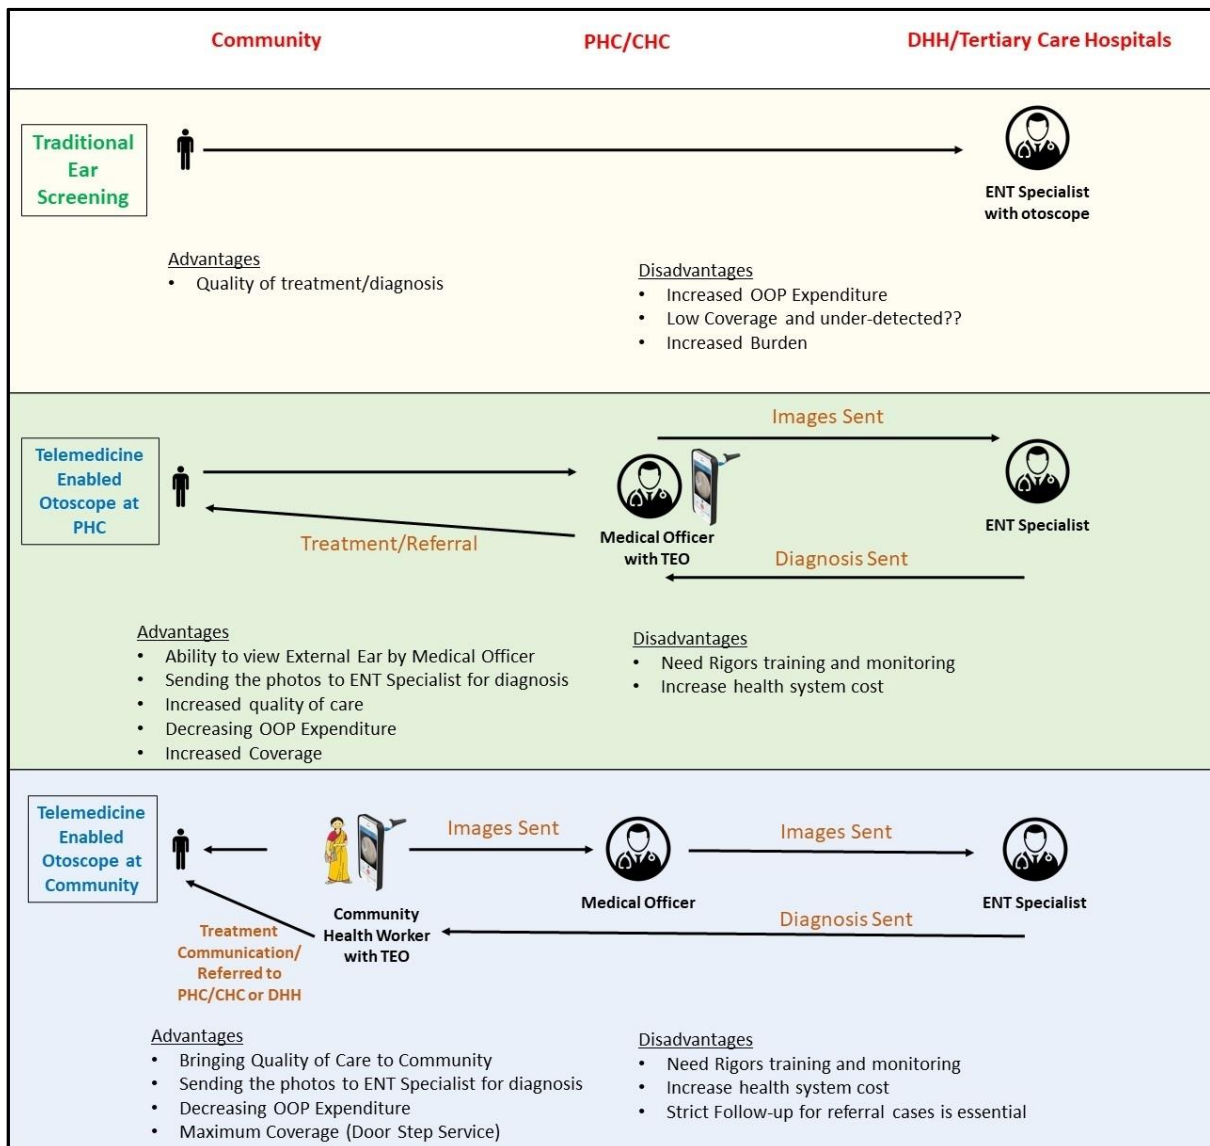 Community
PHC/CHC
DHH/Tertiary Care Hospitals
Traditional
Ear
Screening
ENT Specialist
with otoscope
Advantages
• Quality of treatment/diagnosis
Disadvantages
• Increased OOP Expenditure
• Low Coverage and under-detected??
• Increased Burden
Telemedicine
Enabled
Otoscope at
PHC
Images Sent
Treatment/Referral
Medical Officer
with TEO
Diagnosis Sent
ENT Specialist
Advantages
• Ability to view External Ear by Medical Officer
• Sending the photos to ENT Specialist for diagnosis
• Increased quality of care
• Decreasing OOP Expenditure
• Increased Coverage
Disadvantages
• Need Rigors training and monitoring
• Increase health system cost
Telemedicine
Enabled
Otoscope at
Community
Images Sent
Images Sent
Community
Health Worker
with TEO
Medical Officer
ENT Specialist
Diagnosis Sent
Treatment
Communication/
Referred to
PHC/CHC or DHH
Advantages
• Bringing Quality of Care to Community
• Sending the photos to ENT Specialist for diagnosis
• Decreasing OOP Expenditure
• Maximum Coverage (Door Step Service)
Disadvantages
• Need Rigors training and monitoring
• Increase health system cost
• Strict Follow-up for referral cases is essential